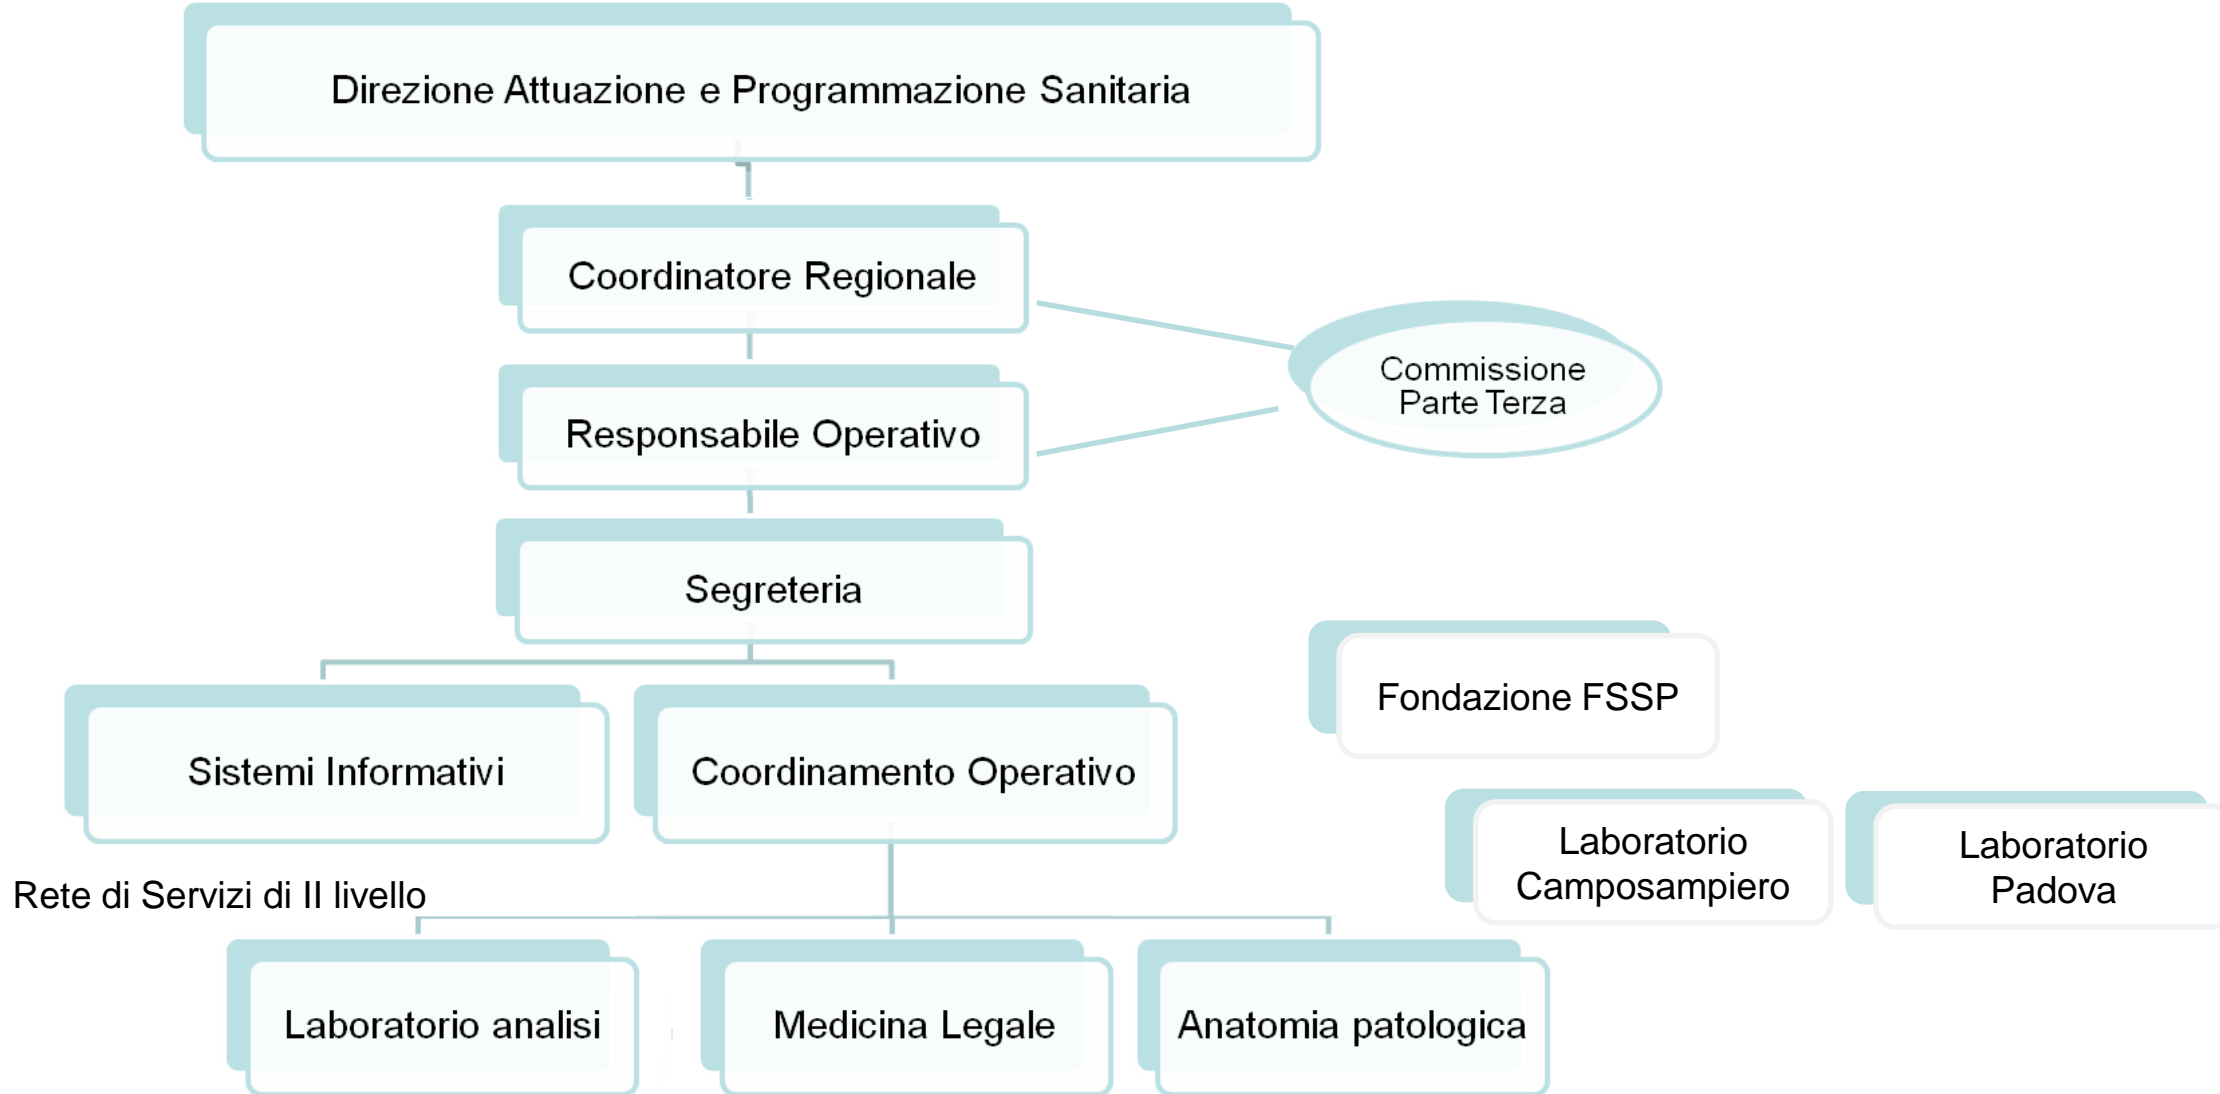 Direzione Attuazione e Programmazione Sanitaria
Coordinatore Regionale
Commissione
Parte Terza
Responsabile Operativo
Segreteria
Fondazione FSSP
Sistemi Informativi
Coordinamento Operativo
Laboratorio
Camposampiero
Laboratorio
Padova
Rete di Servizi di II livello
Laboratorio analisi
Medicina Legale
Anatomia patologica